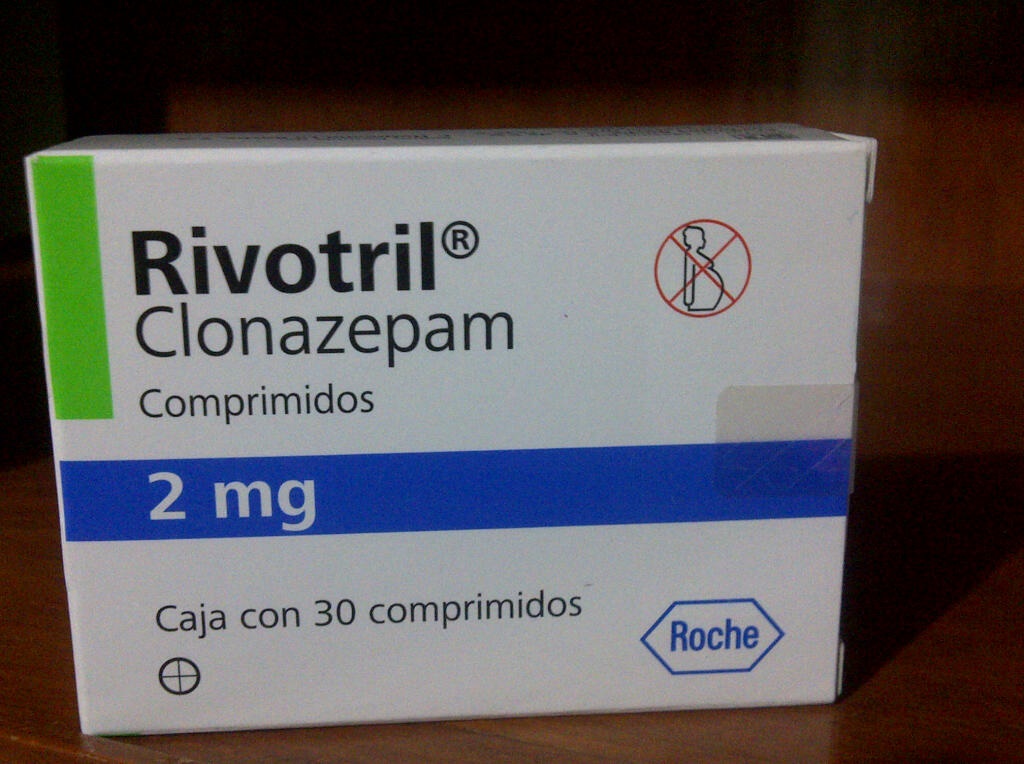 Rivotril®
Clonazepam
Comprimidos
2 mg
Caja con 30 comprimidos
Roche